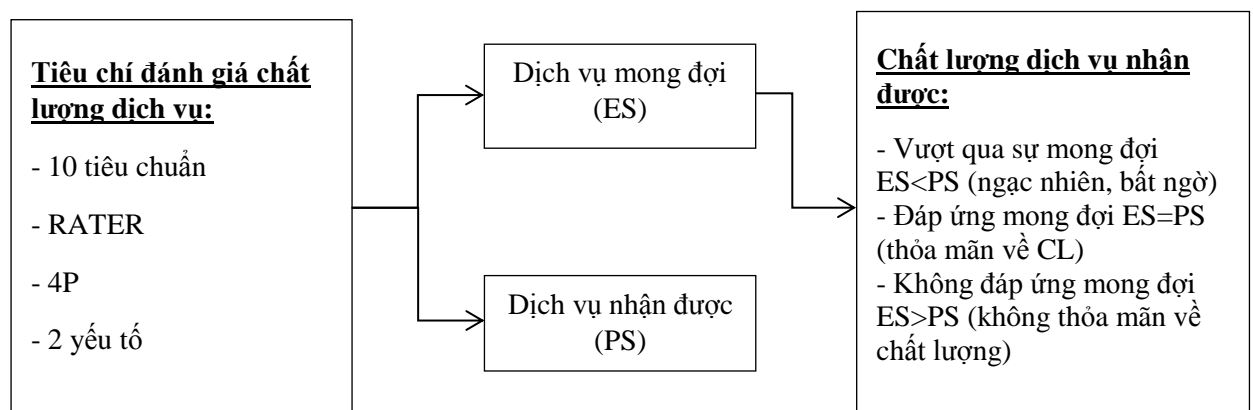 Tiêu chí đánh giá chất
lượng dịch vụ:
- 10 tiêu chuẩn
- RATER
- 4P
- 2 yếu tố
Dịch vụ mong đợi
(ES)
Dịch vụ nhận được
(PS)
Chất lượng dịch vụ nhận
được:
- Vượt qua sự mong đợi
ES<PS (ngạc nhiên, bất ngờ)
- Đáp ứng mong đợi ES=PS
(thỏa mãn về CL)
- Không đáp ứng mong đợi
ES>PS (không thỏa mãn về
chất lượng)